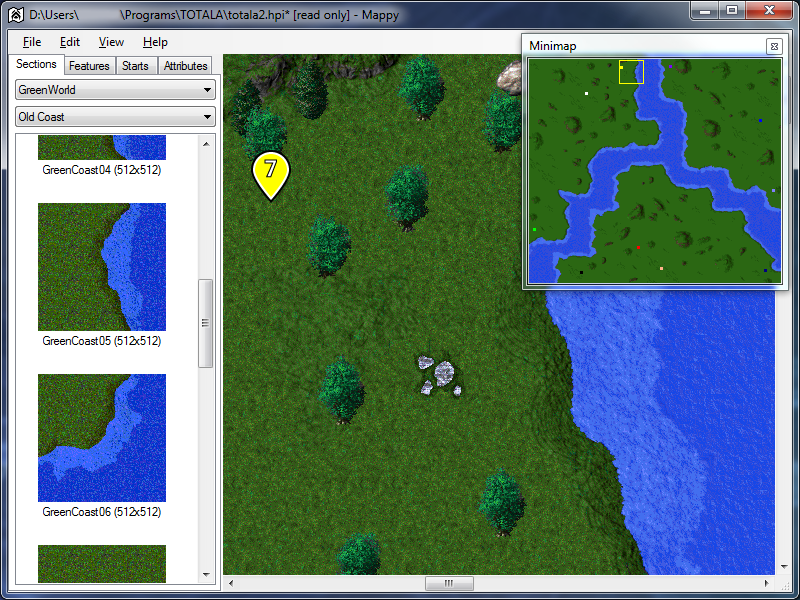 D:\Users\ \Programs\TOTALA\totala2.hpi* [read only] - Mappy
File Edit View Help
Minimap
Sections Features Starts Attributes
GreenWorld
Old Coast
GreenCoast04 (512x512)
7
GreenCoast05 (512x512)
GreenCoast06 (512x512)